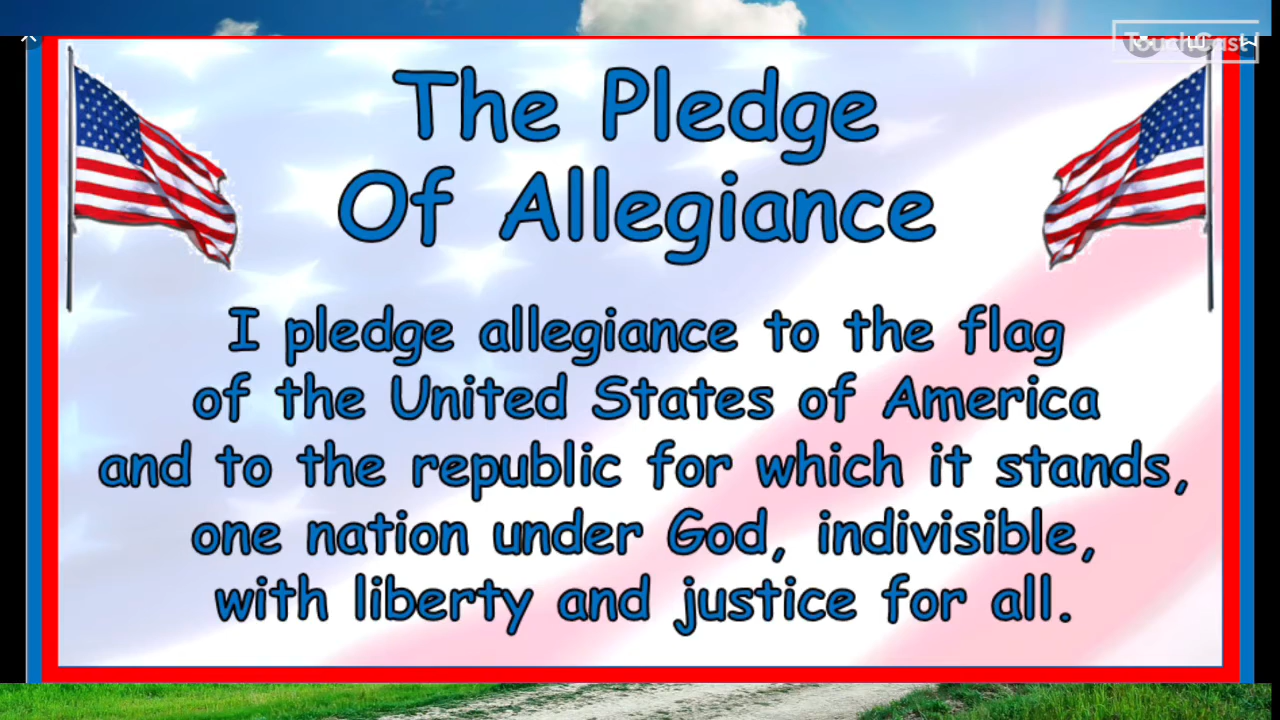 TouchCast
The Pledge
Of Allegiance
I pledge allegiance to the flag
of the United States of America
and to the republic for which it stands,
one nation under God, indivisible,
with liberty and justice for all.